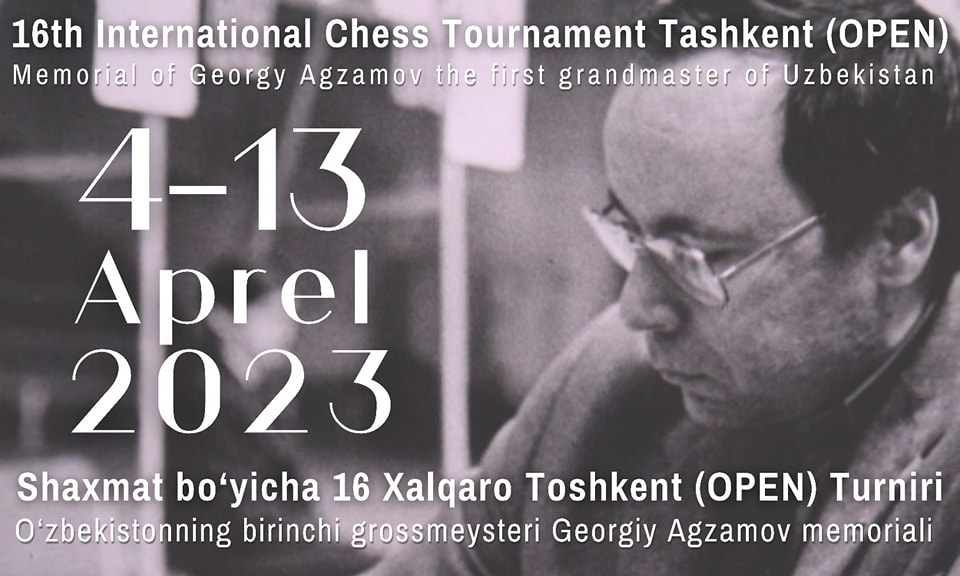 16th International Chess Tournament Tashkent (OPEN)
Memorial of Georgy Agzamov the first grandmaster of Uzbekistan
4–13
Aprel
2023
Shaxmat bo‘yicha 16 Xalqaro Toshkent (OPEN) Turniri
O‘zbekistonning birinchi grossmeysteri Georgiy Agzamov memoriali